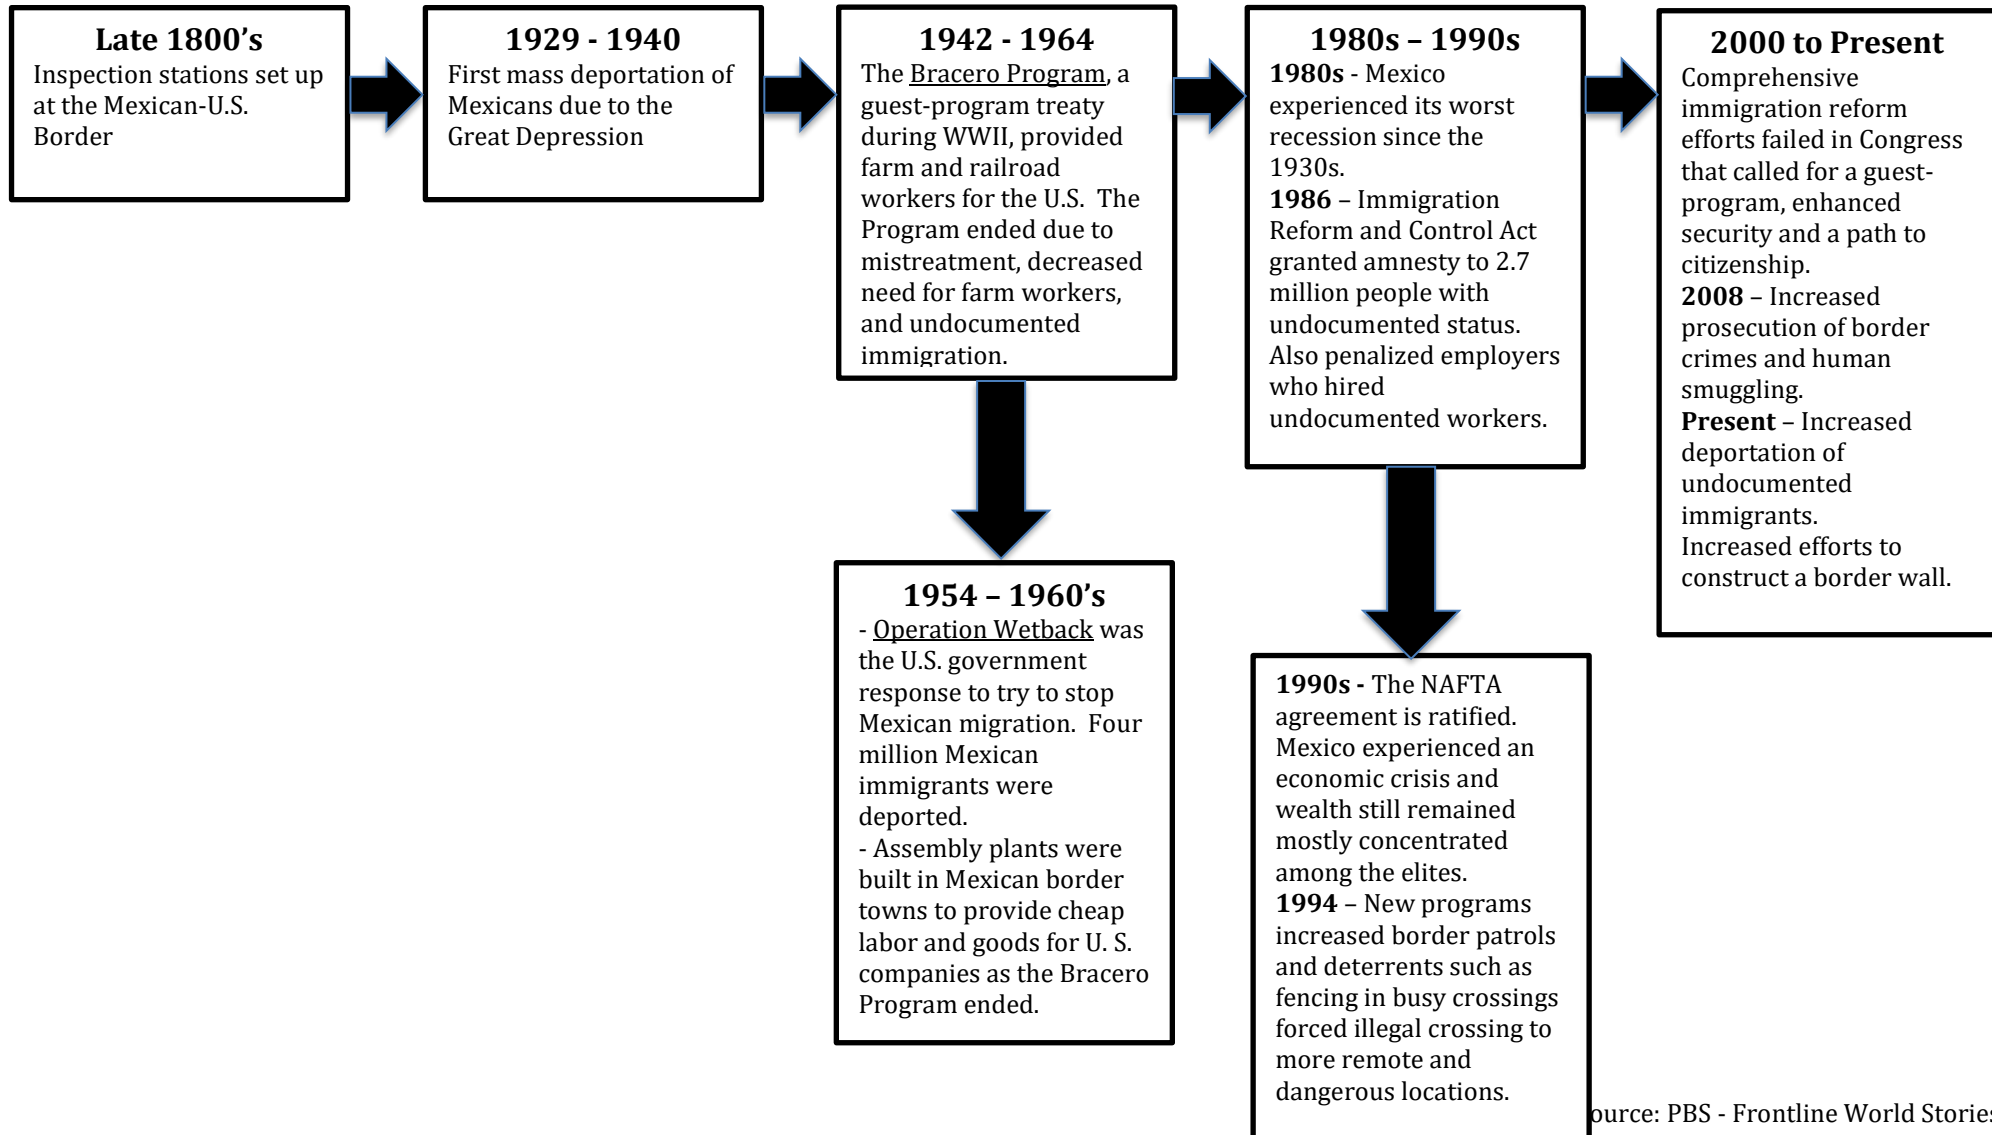 Late 1800's
Inspection stations set up
at the Mexican-U.S.
Border
1929 - 1940
First mass deportation of
Mexicans due to the
Great Depression
1942 - 1964
The Bracero Program, a
guest-program treaty
during WWII, provided
farm and railroad
workers for the U.S.  The
Program ended due to
mistreatment, decreased
need for farm workers,
and undocumented
immigration.
1954 – 1960's
- Operation Wetback was
the U.S. government
response to try to stop
Mexican migration.  Four
million Mexican
immigrants were
deported.
- Assembly plants were
built in Mexican border
towns to provide cheap
labor and goods for U. S.
companies as the Bracero
Program ended.
1980s – 1990s
1980s - Mexico
experienced its worst
recession since the
1930s.
1986 – Immigration
Reform and Control Act
granted amnesty to 2.7
million people with
undocumented status.
Also penalized employers
who hired
undocumented workers.
1990s - The NAFTA
agreement is ratified.
Mexico experienced an
economic crisis and
wealth still remained
mostly concentrated
among the elites.
1994 – New programs
increased border patrols
and deterrents such as
fencing in busy crossings
forced illegal crossing to
more remote and
dangerous locations.
2000 to Present
Comprehensive
immigration reform
efforts failed in Congress
that called for a guest-
program, enhanced
security and a path to
citizenship.
2008 – Increased
prosecution of border
crimes and human
smuggling.
Present – Increased
deportation of
undocumented
immigrants.
Increased efforts to
construct a border wall.
ource: PBS - Frontline World Stories